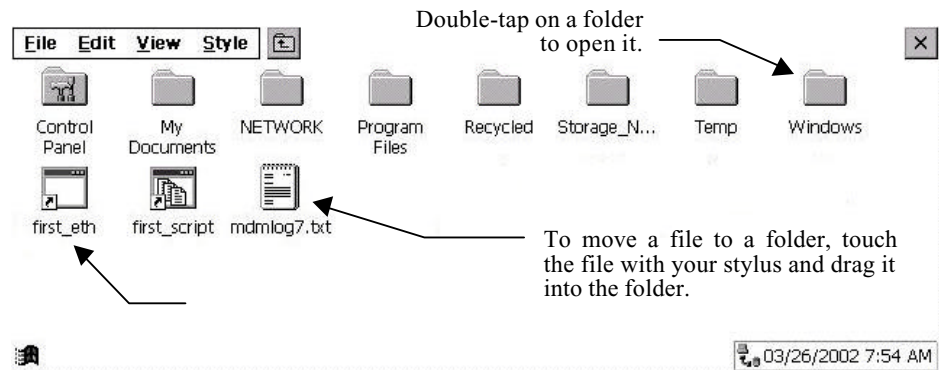 Double-tap on a folder
to open it.
File Edit View Style
Control
Panel
My
Documents
NETWORK
Program
Files
Recycled
Storage_N...
Temp
Windows
first_eth
first_script
mdmlog7.txt
To move a file to a folder, touch
the file with your stylus and drag it
into the folder.
03/26/2002 7:54 AM